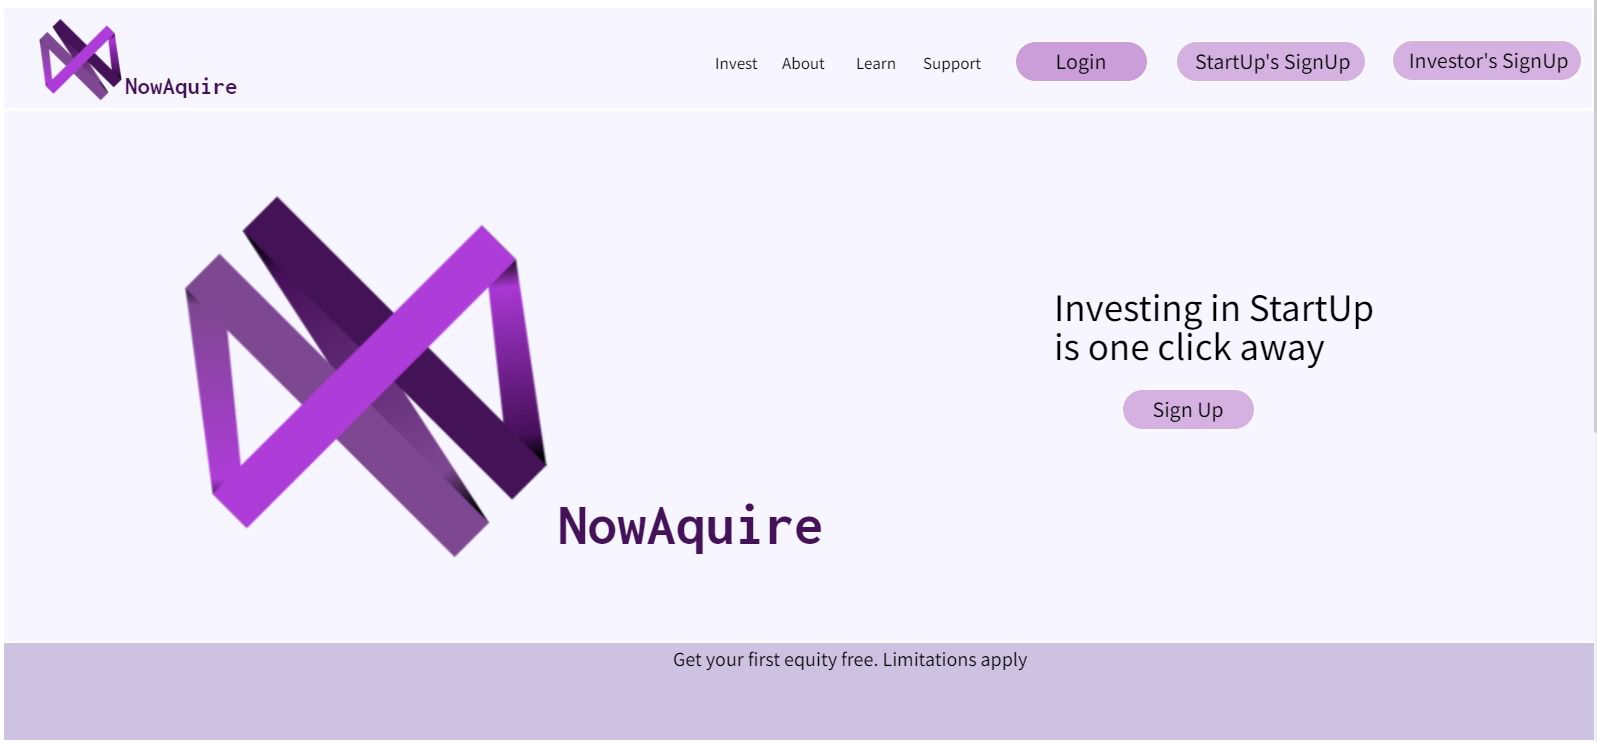 NowAquire
Invest About Learn Support Login StartUp's SignUp Investor's SignUp
Investing in StartUp
is one click away
Sign Up
NowAquire
Get your first equity free. Limitations apply